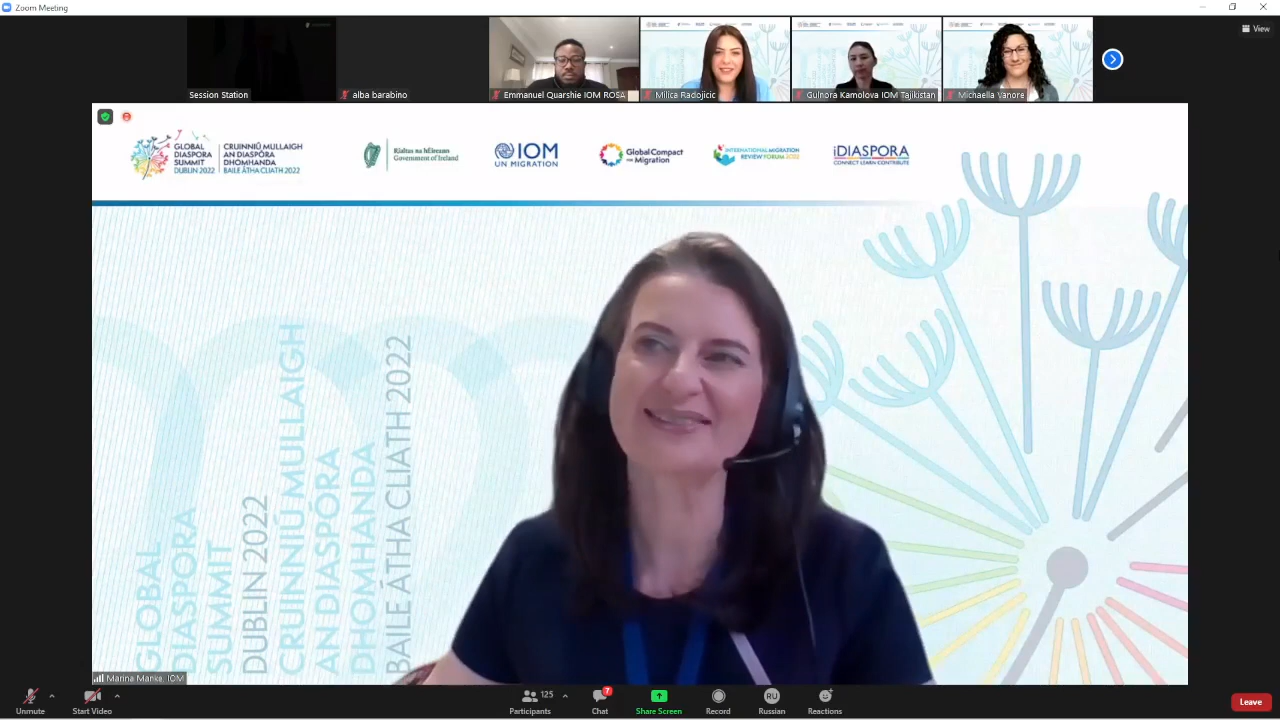 Zoom Meeting
View
Session Station
alba barabino
Emmanuel Quarshie IOM ROSA
Milica Radojicic
Gulnora Kamolova IOM Tajikistan
Michaella Vanore
GLOBAL
DIASPORA
SUMMIT
DUBLIN 2022
CRUINNIÚ MULLAIGH
AN DIASPÓRA
DHOMHANDA
BAILE ÁTHA CLIATH 2022
Rialtas na hÉireann
Government of Ireland
IOM
UN MIGRATION
Global Compact
FOR Migration
INTERNATIONAL MIGRATION
REVIEW FORUM 2022
iDIASPORA
CONNECT LEARN CONTRIBUTE
GLOBAL
DIASPORA
SUMMIT
DUBLIN 2022
CRUINNIÚ MULLAIGH
AN DIASPÓRA
DHOMHANDA
BAILE ÁTHA CLIATH 2022
Marina Manke, IOM
Unmute
Start Video
125
Participants
7
Chat
Share Screen
Record
RU
Russian
Reactions
Leave